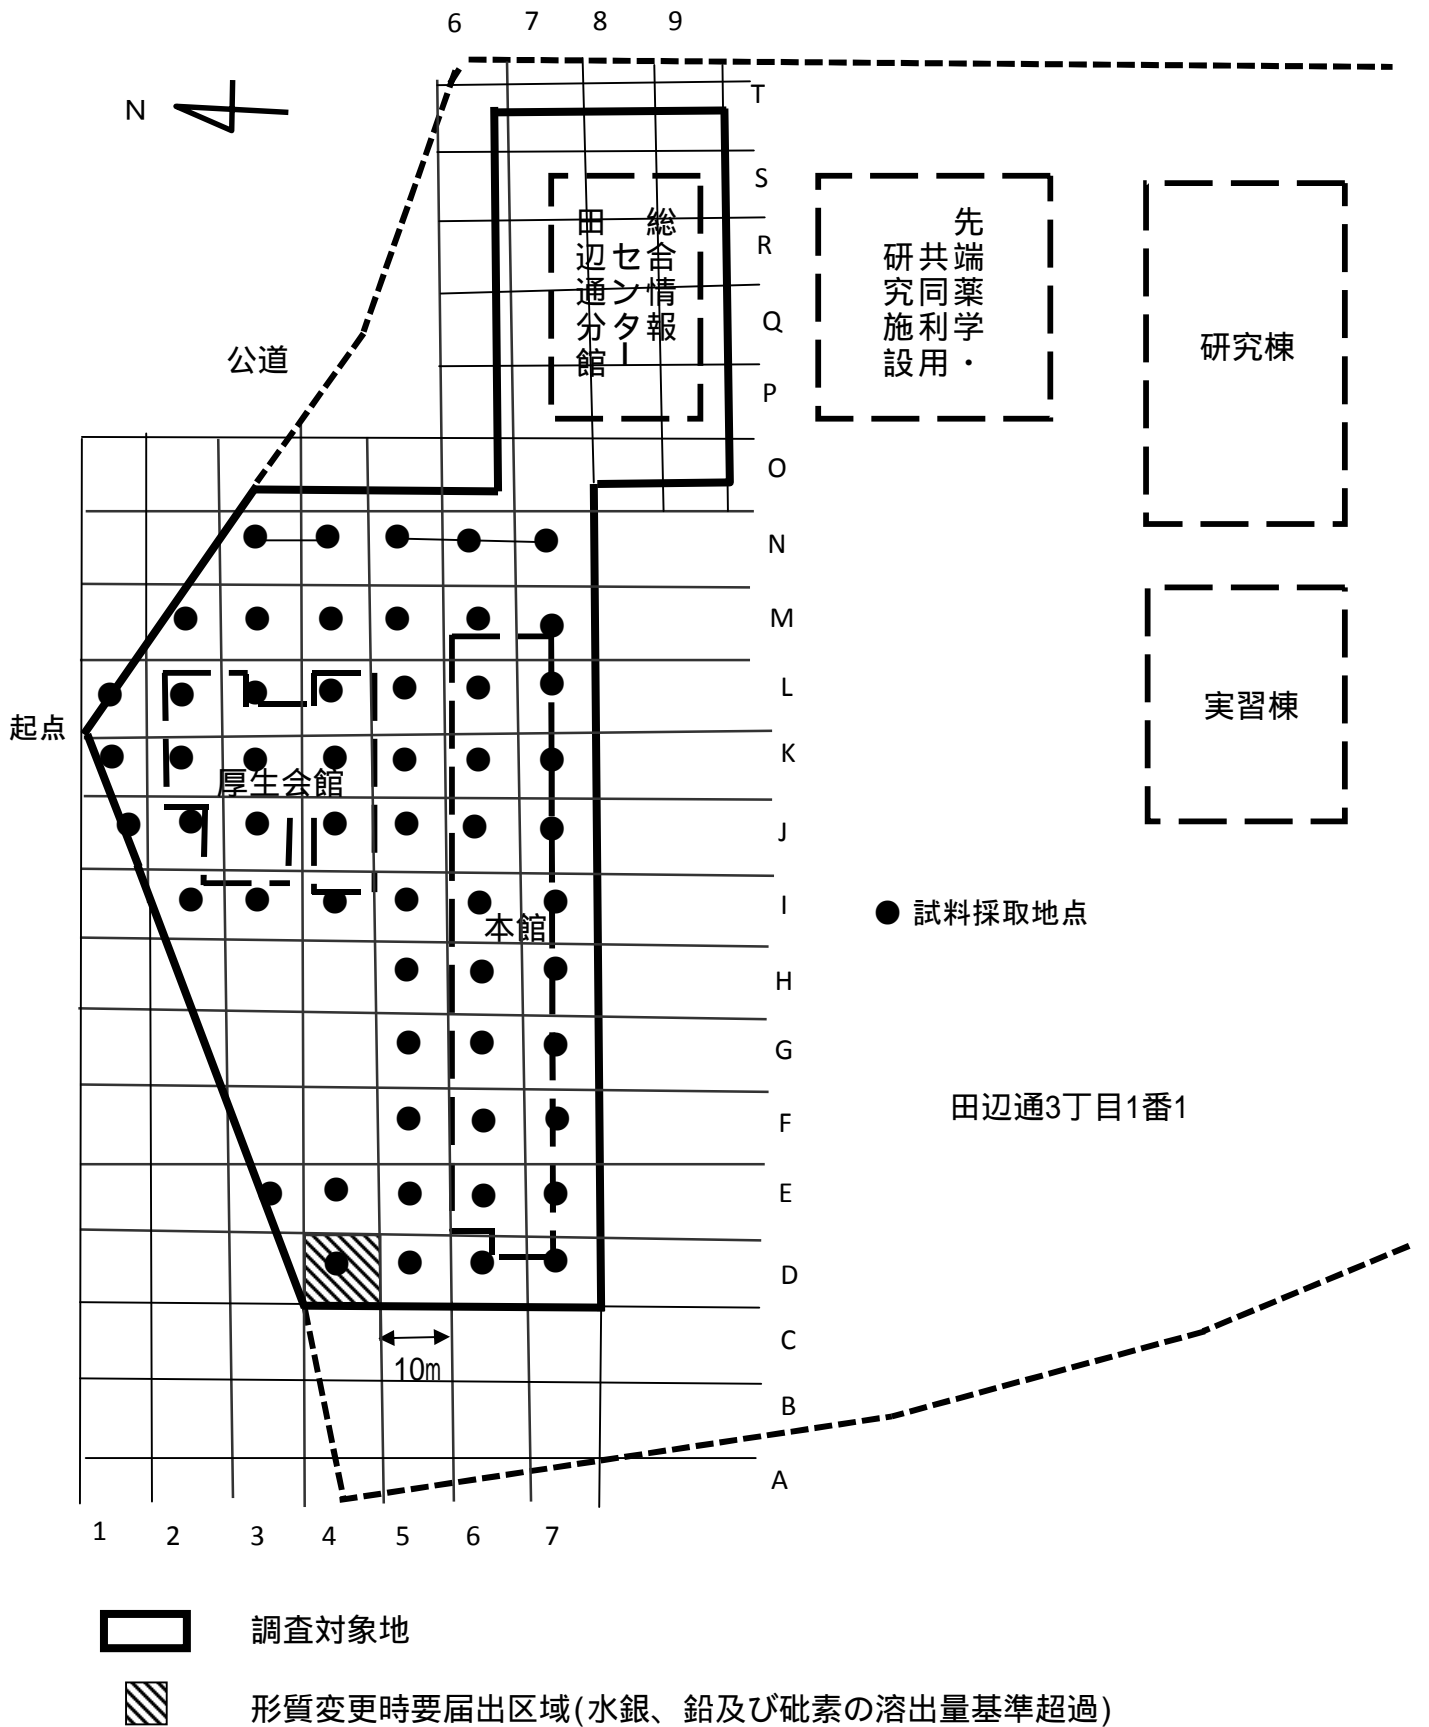 6 7 8 9
N
T
S
R
Q
P
O
N
M
L
K
J
I
H
G
F
E
D
C
B
A
総合情報
センター
田辺通分館
先端薬学・
共同利用
研究施設
研究棟
公道
実習棟
起点
厚生会館
本館
試料採取地点
田辺通3丁目1番1
10m
1 2 3 4 5 6 7
調査対象地
形質変更時要届出区域(水銀、鉛及び砒素の溶出量基準超過)